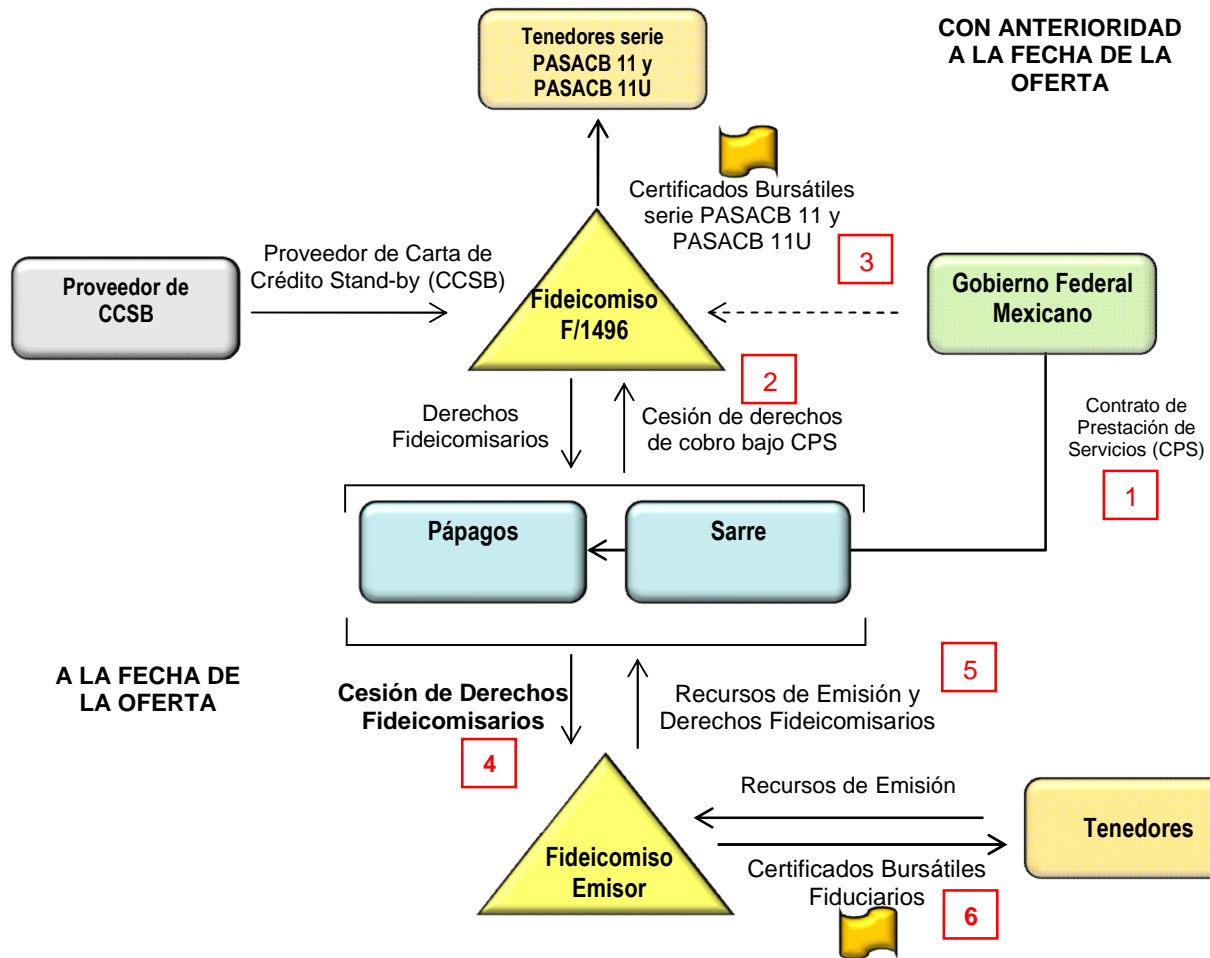 Tenedores serie
PASACB 11 y
PASACB 11U
CON ANTERIORIDAD
A LA FECHA DE LA
OFERTA
Certificados Bursátiles
serie PASACB 11 y
PASACB 11U
3
Proveedor de Carta de
Crédito Stand-by (CCSB)
Proveedor de
CCSB
Fideicomiso
F/1496
Gobierno Federal
Mexicano
2
Derechos
Fideicomisarios
Cesión de derechos
de cobro bajo CPS
Contrato de
Prestación de
Servicios (CPS)
1
Pápagos
Sarre
A LA FECHA DE
LA OFERTA
Cesión de Derechos
Fideicomisarios
4
Recursos de Emisión y
Derechos Fideicomisarios
5
Recursos de Emisión
Tenedores
Fideicomiso
Emisor
Certificados Bursátiles
Fiduciarios
6